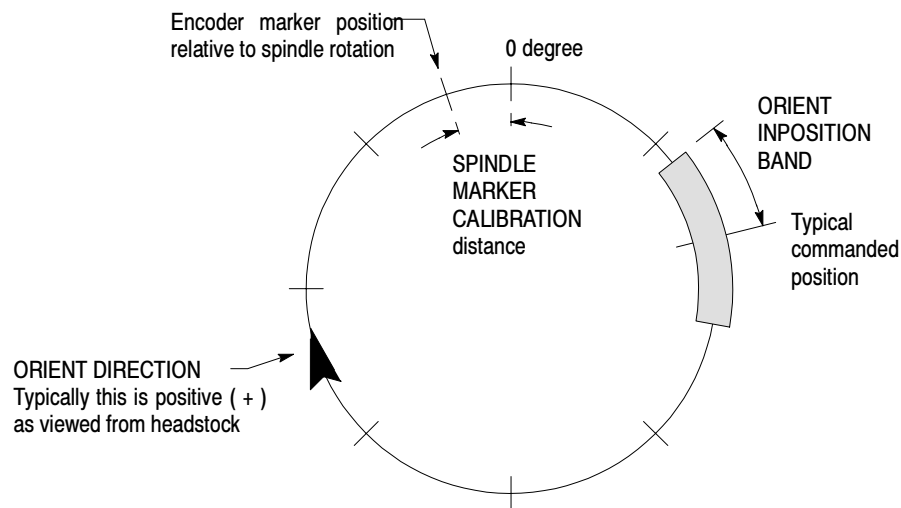 Encoder marker position
relative to spindle rotation
0 degree
ORIENT
INPOSITION
BAND
SPINDLE
MARKER
CALIBRATION
distance
Typical
commanded
position
ORIENT DIRECTION
Typically this is positive ( + )
as viewed from headstock